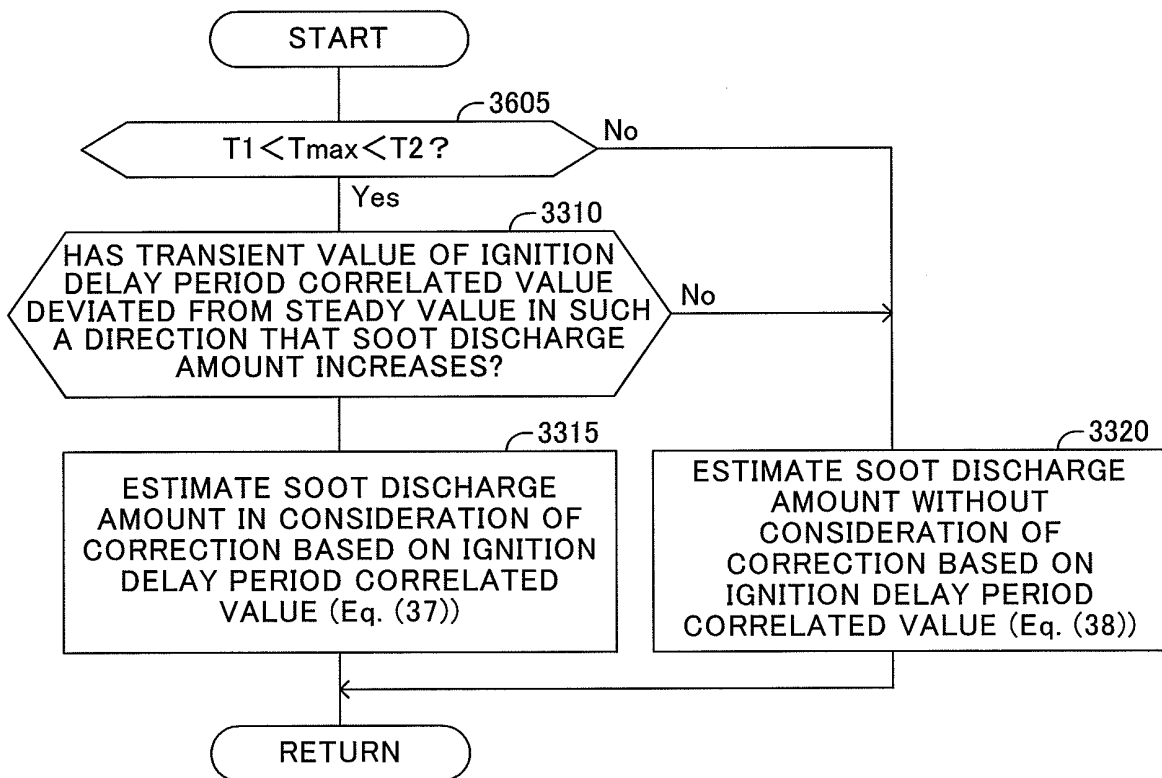 START
3605
T1<Tmax<T2?
No
Yes
3310
HAS TRANSIENT VALUE OF IGNITION
DELAY PERIOD CORRELATED VALUE
DEVIATED FROM STEADY VALUE IN SUCH
A DIRECTION THAT SOOT DISCHARGE
AMOUNT INCREASES?
No
3315
ESTIMATE SOOT DISCHARGE
AMOUNT IN CONSIDERATION OF
CORRECTION BASED ON IGNITION
DELAY PERIOD CORRELATED
VALUE (Eq. (37))
3320
ESTIMATE SOOT DISCHARGE
AMOUNT WITHOUT
CONSIDERATION OF
CORRECTION BASED ON
IGNITION DELAY PERIOD
CORRELATED VALUE (Eq. (38))
RETURN